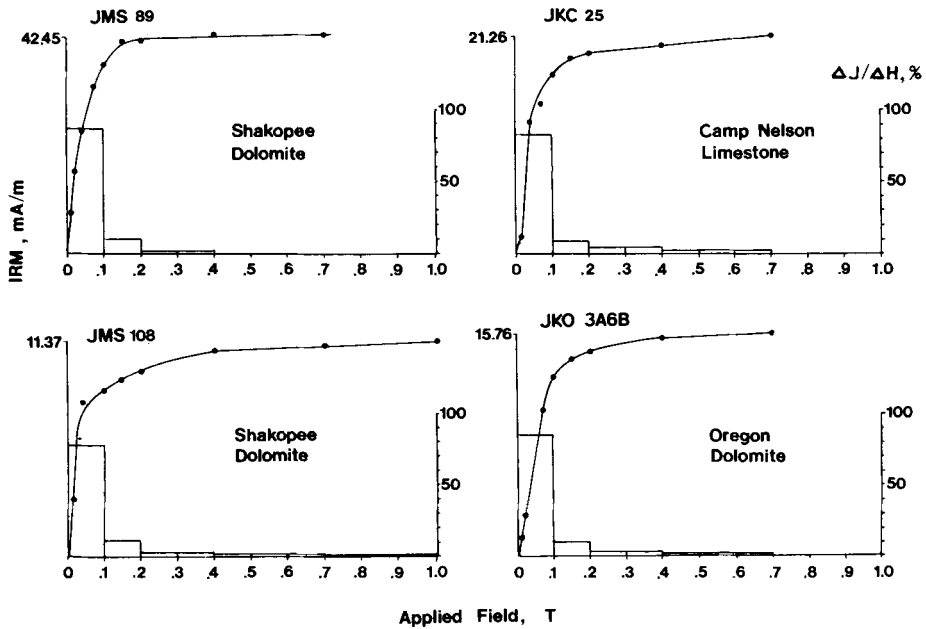 JMS 89
42.45
Shakopee
Dolomite
100
50
0 .1 .2 .3 .4 .5 .6 .7 .8 .9 1.0
JKC 25
21.26
ΔJ/ΔH, %
Camp Nelson
Limestone
100
50
0 .1 .2 .3 .4 .5 .6 .7 .8 .9 1.0
IRM, mA/m
JMS 108
11.37
Shakopee
Dolomite
100
50
0 .1 .2 .3 .4 .5 .6 .7 .8 .9 1.0
JKO 3A6B
15.76
Oregon
Dolomite
100
50
0 .1 .2 .3 .4 .5 .6 .7 .8 .9 1.0
Applied Field, T